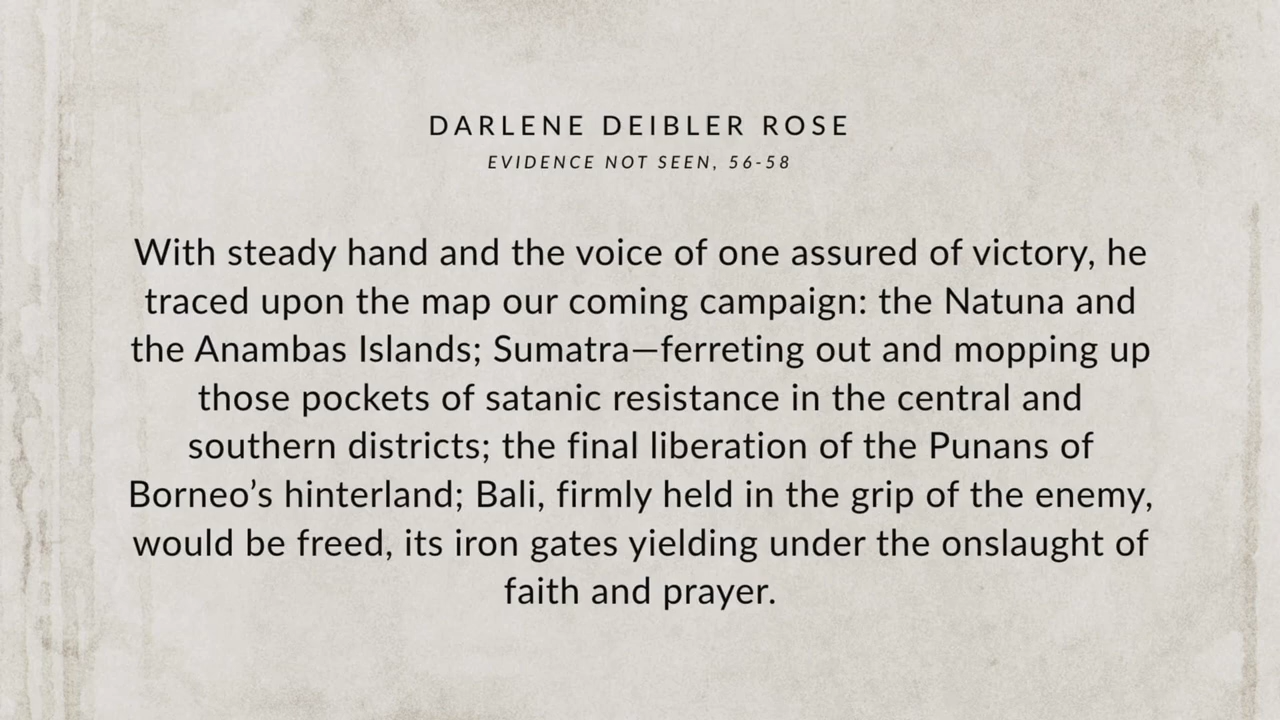 DARLENE DEIBLER ROSE
EVIDENCE NOT SEEN, 56-58
With steady hand and the voice of one assured of victory, he
traced upon the map our coming campaign: the Natuna and
the Anambas Islands; Sumatra—ferreting out and mopping up
those pockets of satanic resistance in the central and
southern districts; the final liberation of the Punans of
Borneo’s hinterland; Bali, firmly held in the grip of the enemy,
would be freed, its iron gates yielding under the onslaught of
faith and prayer.